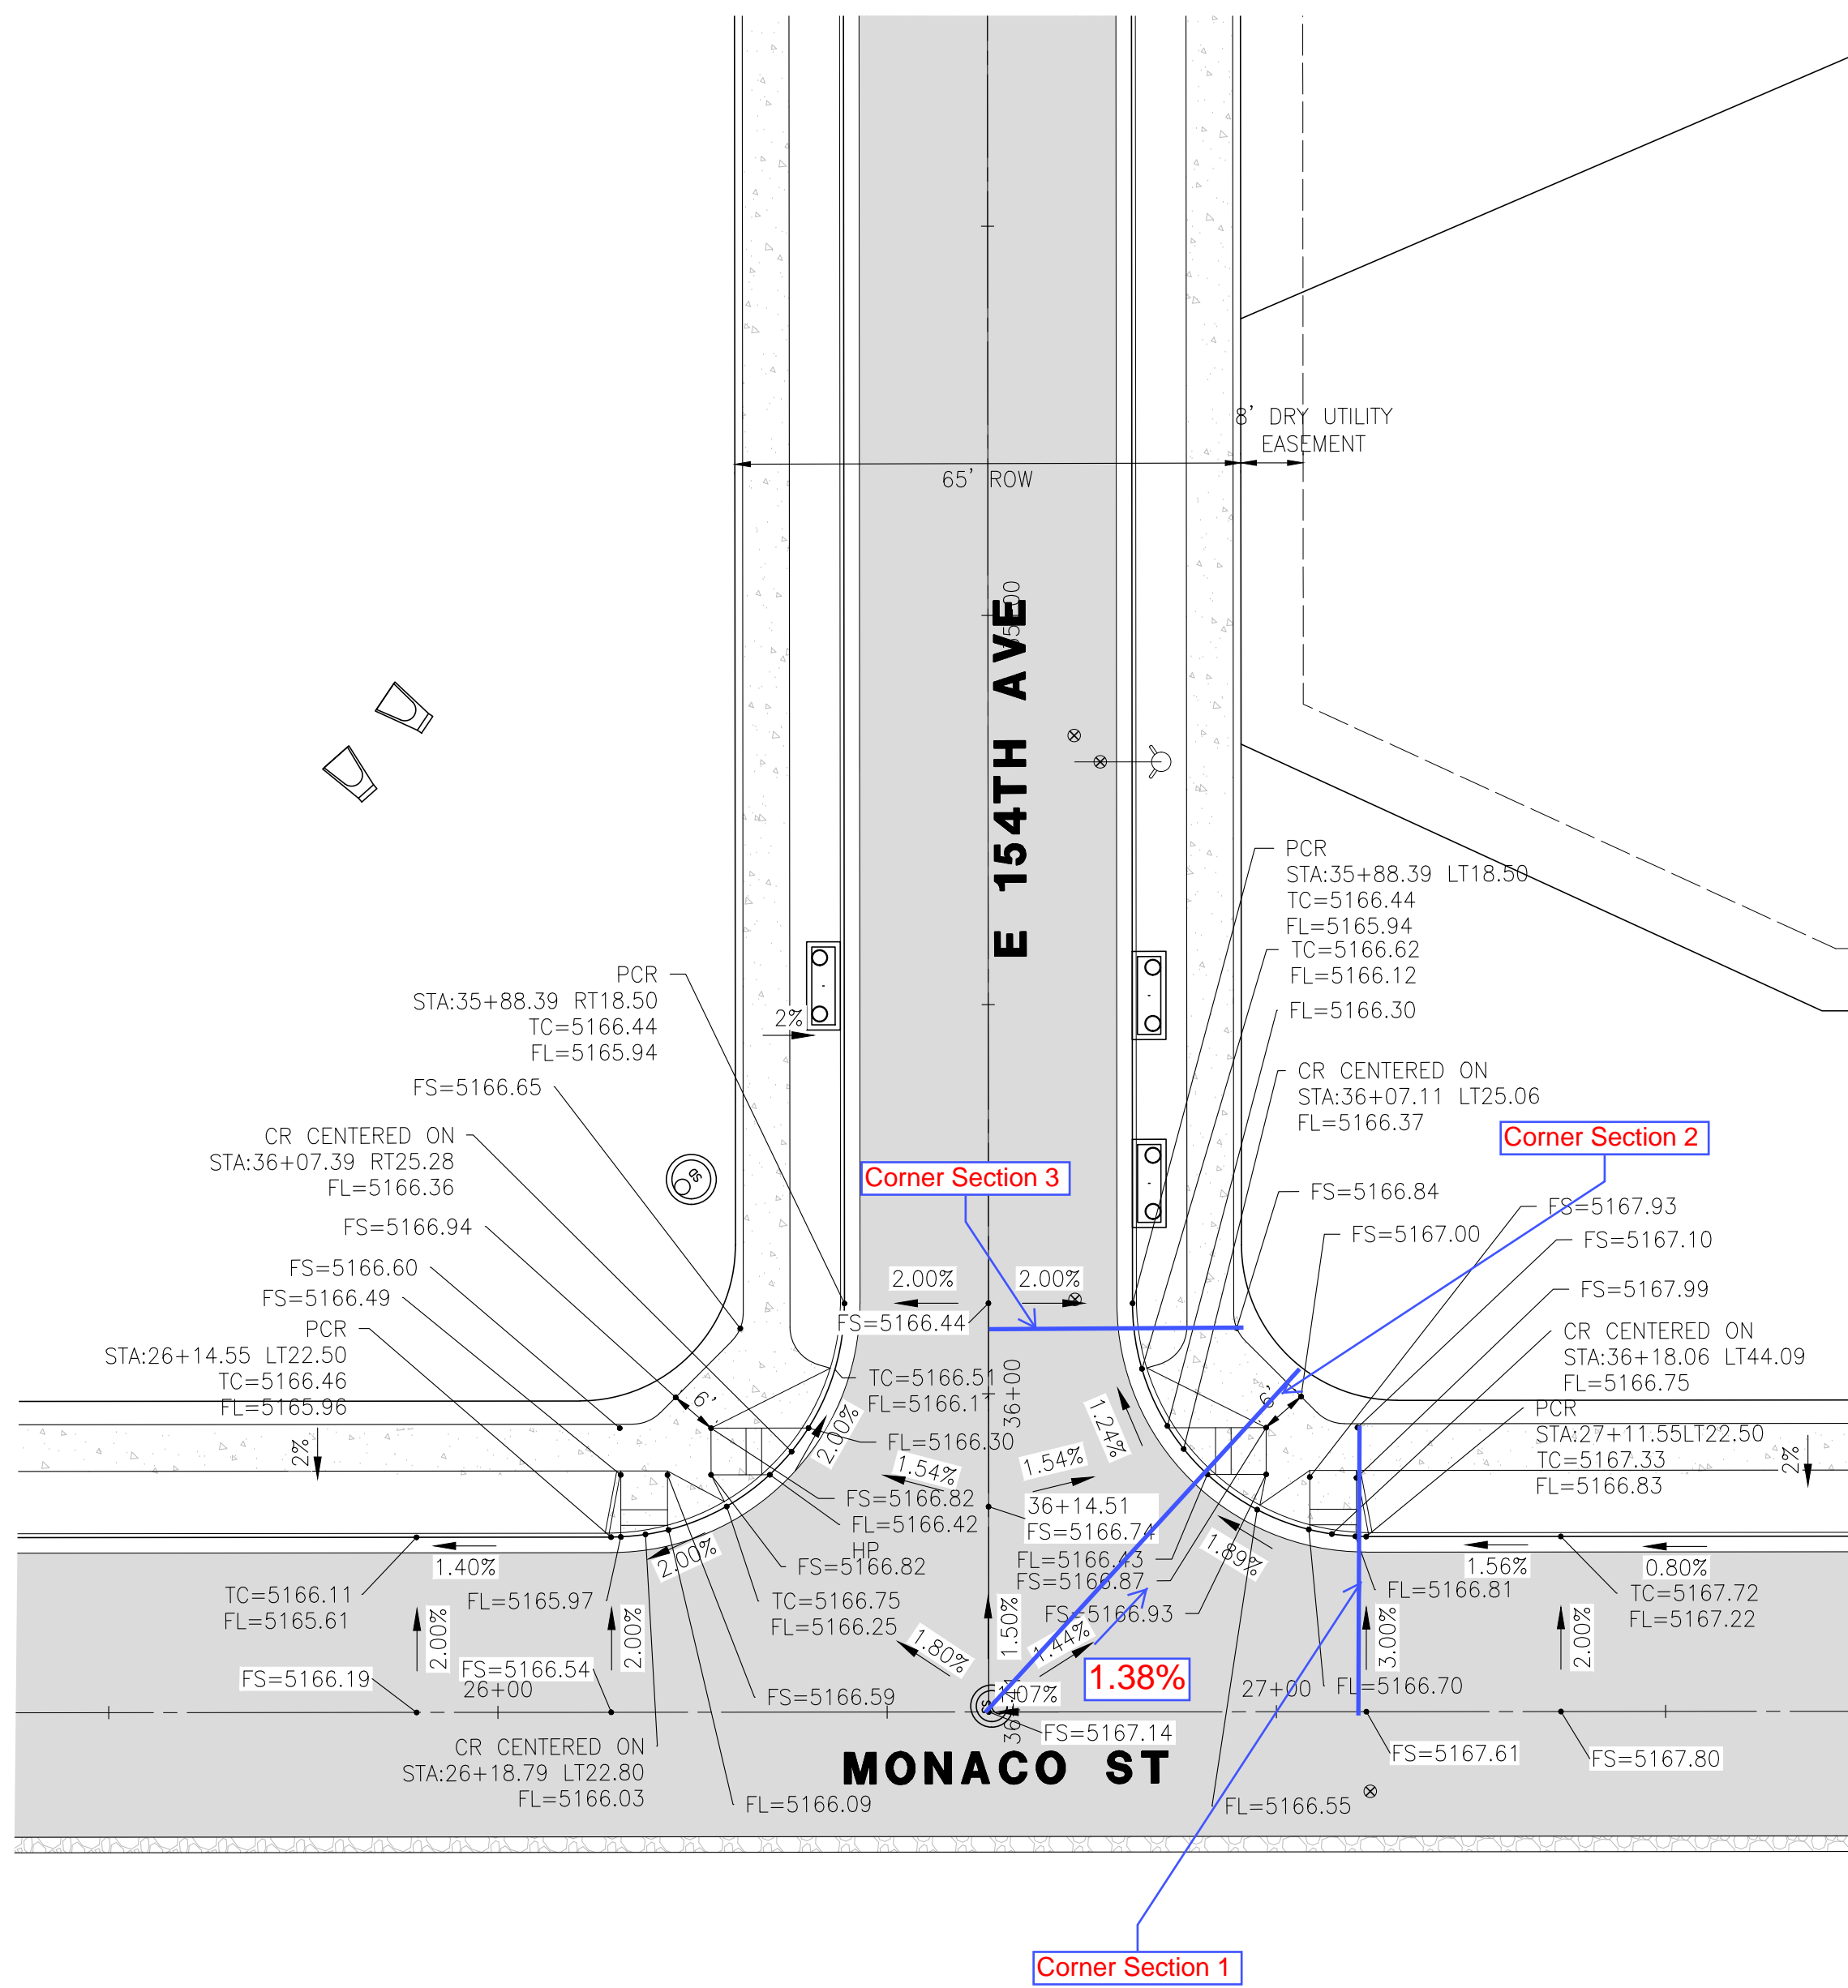 8' DRY UTILITY
EASEMENT
65' ROW
55+00
E 154TH AVE
PCR
STA:35+88.39 LT18.50
TC=5166.44
FL=5165.94
TC=5166.62
FL=5166.12
FL=5166.30
CR CENTERED ON
STA:36+07.11 LT25.06
FL=5166.37
Corner Section 2
PCR
STA:35+88.39 RT18.50
TC=5166.44
FL=5165.94
2%
FS=5166.65
CR CENTERED ON
STA:36+07.39 RT25.28
FL=5166.36
SD
Corner Section 3
FS=5166.84
FS=5167.93
FS=5167.00
FS=5167.10
FS=5166.94
FS=5166.60
FS=5166.49
PCR
STA:26+14.55 LT22.50
TC=5166.46
FL=5165.96
2.00%
2.00%
FS=5166.44
FS=5167.99
CR CENTERED ON
STA:36+18.06 LT44.09
FL=5166.75
PCR
STA:27+11.55LT22.50
TC=5167.33
FL=5166.83
TC=5166.51
FL=5166.11
36+00
6'
6'
2%
2%
2.00%
FL=5166.30
1.54%
1.54%
1.24%
FS=5166.82
FL=5166.42
HP
FS=5166.82
36+14.51
FS=5166.74
FL=5166.43
FS=5166.87
FS=5166.93
1.89%
1.40%
2.00%
1.56%
0.80%
TC=5166.11
FL=5165.61
FL=5165.97
TC=5166.75
FL=5166.25
FL=5166.81
TC=5167.72
FL=5167.22
2.00%
2.00%
1.80%
1.50%
1.44%
1.38%
3.00%
2.00%
FS=5166.19
FS=5166.54
26+00
FS=5166.59
1.07%
27+00
FL=5166.70
FS=5167.14
FS=5167.61
FS=5167.80
CR CENTERED ON
STA:26+18.79 LT22.80
FL=5166.03
MONACO ST
FL=5166.09
FL=5166.55
Corner Section 1